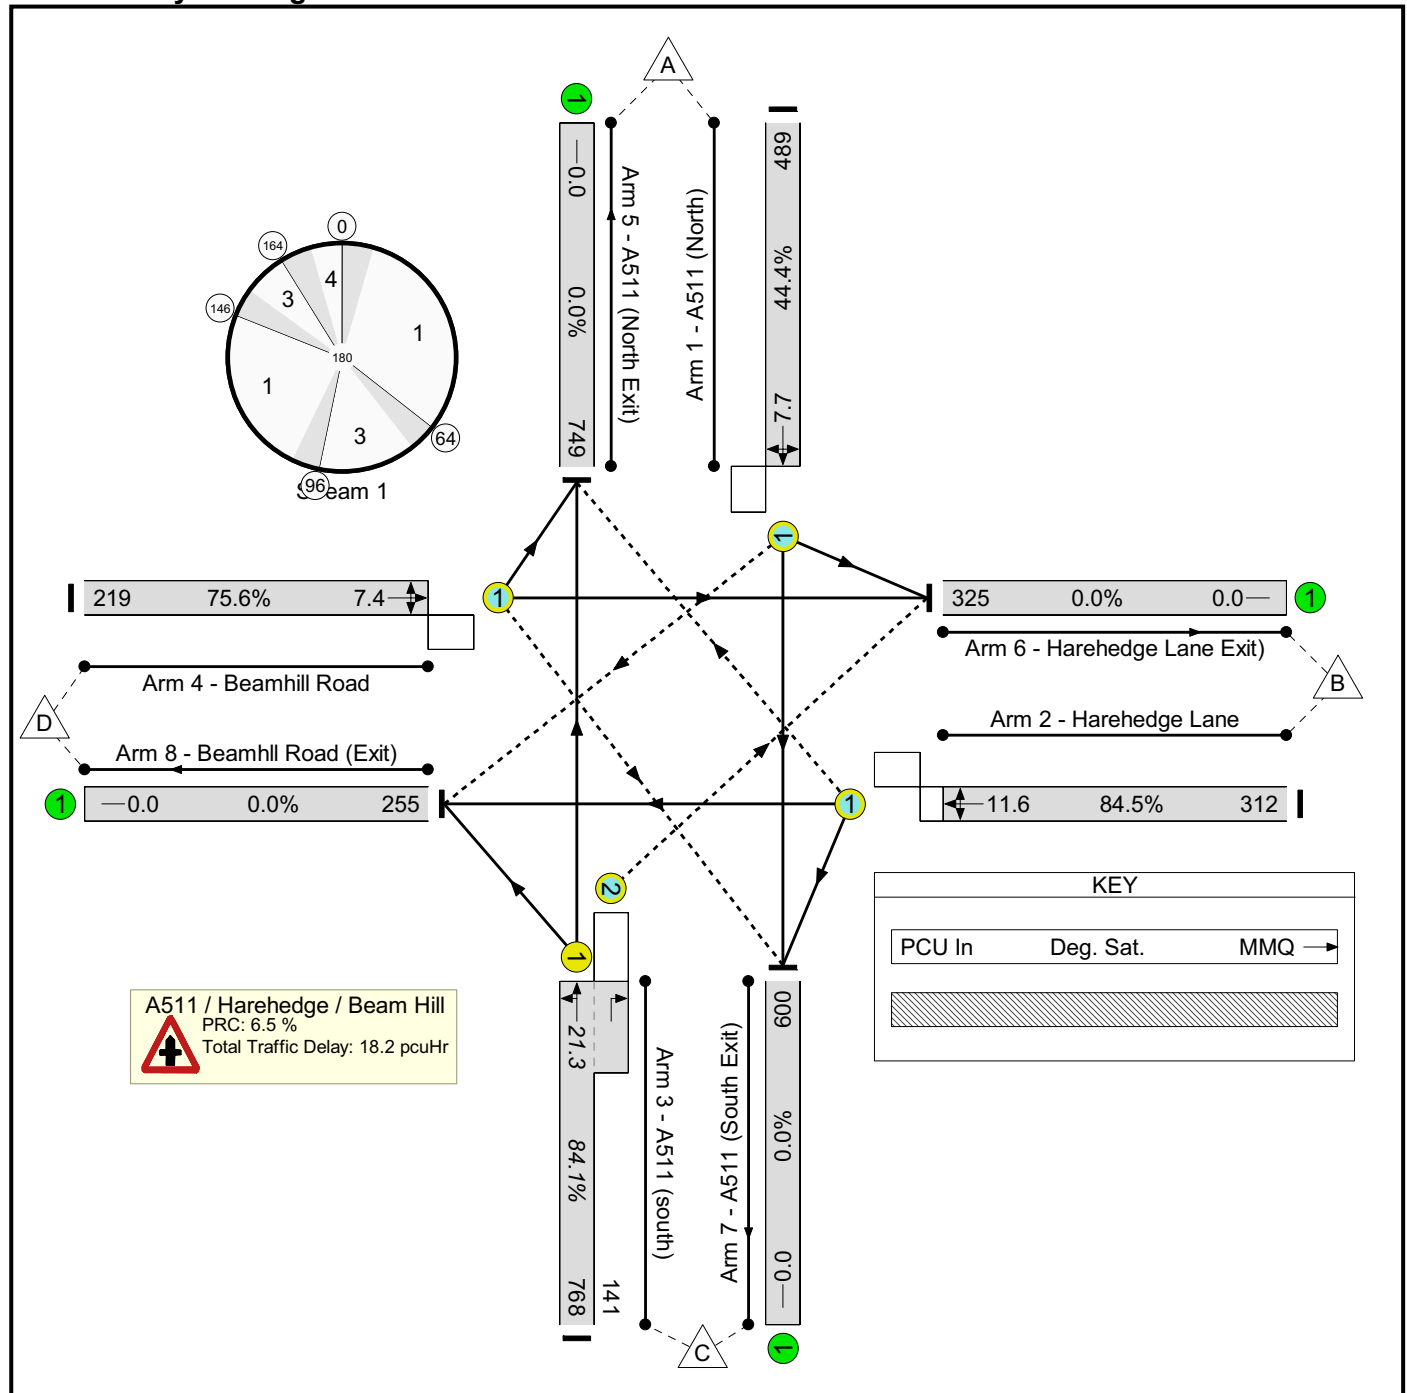 A
1
0.0
0.0%
749
Arm 5 - A511 (North Exit)
Arm 1 - A511 (North)
489
44.4%
7.7
0
164
146
4
3
1
180
1
3
64
96
Stream 1
1
219 75.6% 7.4
1
325 0.0% 0.0
1
Arm 6 - Harehedge Lane Exit)
Arm 4 - Beamhill Road
B
D
Arm 2 - Harehedge Lane
Arm 8 - Beamhll Road (Exit)
1
0.0 0.0% 255
1
11.6 84.5% 312
2
1
KEY
PCU In Deg. Sat. MMQ
A511 / Harehedge / Beam Hill
PRC: 6.5 %
Total Traffic Delay: 18.2 pcuHr
21.3
84.1%
768
141
Arm 3 - A511 (south)
Arm 7 - A511 (South Exit)
600
0.0%
0.0
C
1